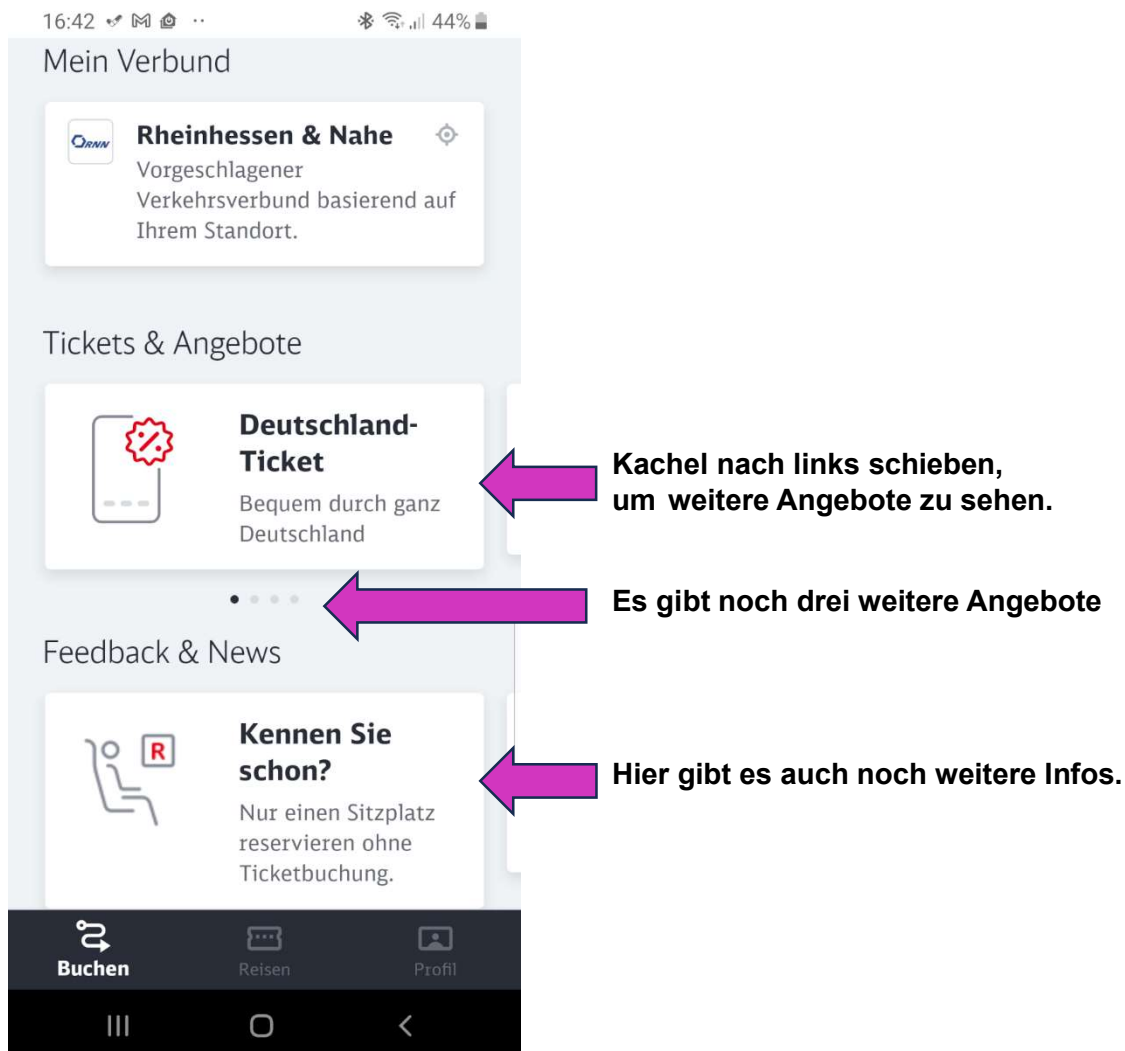 16:42
44%
Mein Verbund
RNN
Rheinhessen & Nahe
Vorgeschlagener
Verkehrsverbund basierend auf
Ihrem Standort.
Tickets & Angebote
Deutschland-
Ticket
Bequem durch ganz
Deutschland
Kachel nach links schieben,
um weitere Angebote zu sehen.
Es gibt noch drei weitere Angebote
Feedback & News
R
Kennen Sie
schon?
Nur einen Sitzplatz
reservieren ohne
Ticketbuchung.
Hier gibt es auch noch weitere Infos.
Buchen
Reisen
Profil